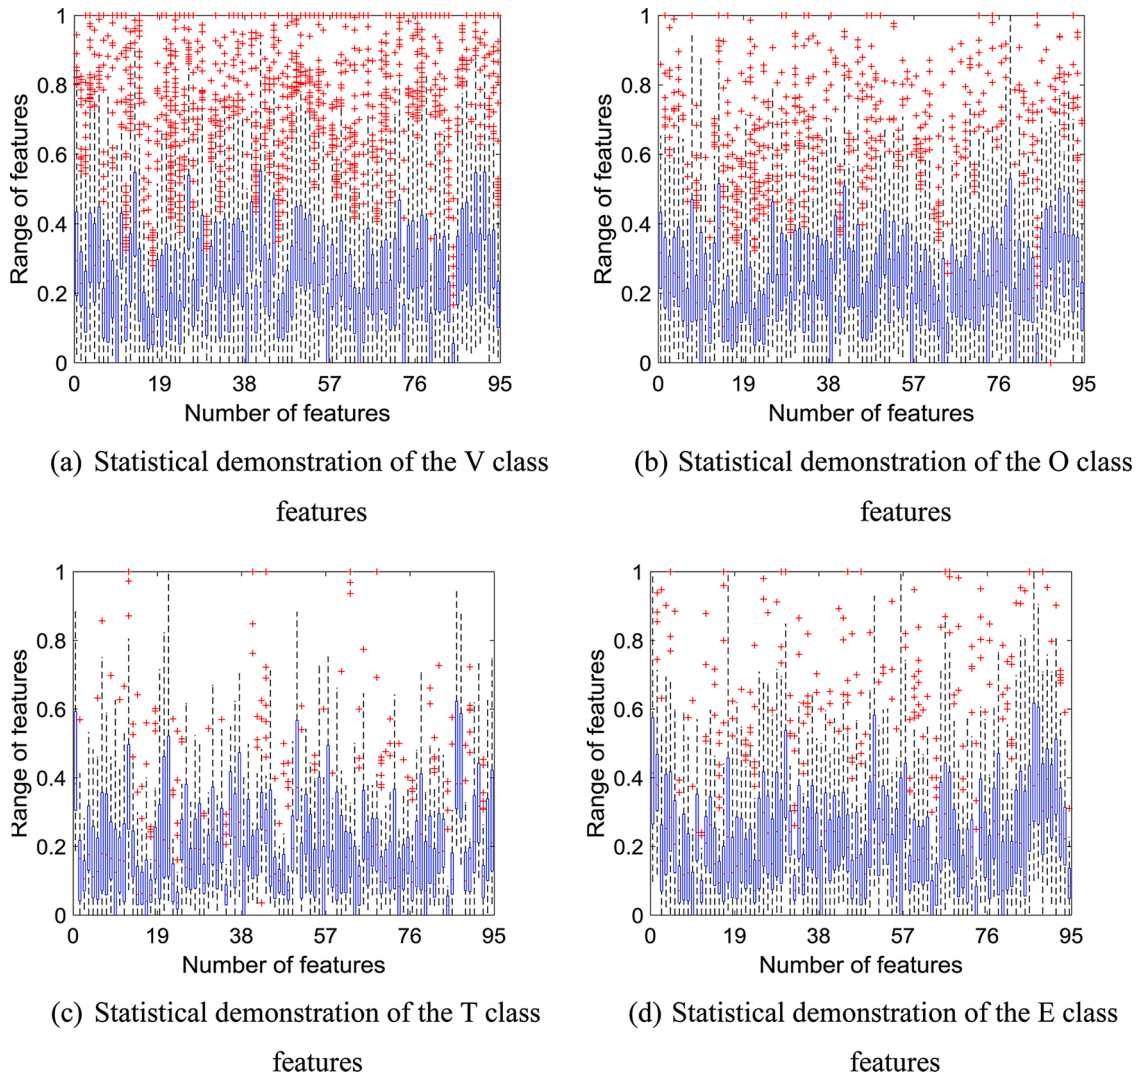 1
0.8
0.6
0.4
0.2
0
Range of features
0 19 38 57 76 95
Number of features
(a) Statistical demonstration of the V class
features
1
0.8
0.6
0.4
0.2
0
Range of features
0 19 38 57 76 95
Number of features
(b) Statistical demonstration of the O class
features
1
0.8
0.6
0.4
0.2
0
Range of features
0 19 38 57 76 95
Number of features
(c) Statistical demonstration of the T class
features
1
0.8
0.6
0.4
0.2
0
Range of features
0 19 38 57 76 95
Number of features
(d) Statistical demonstration of the E class
features